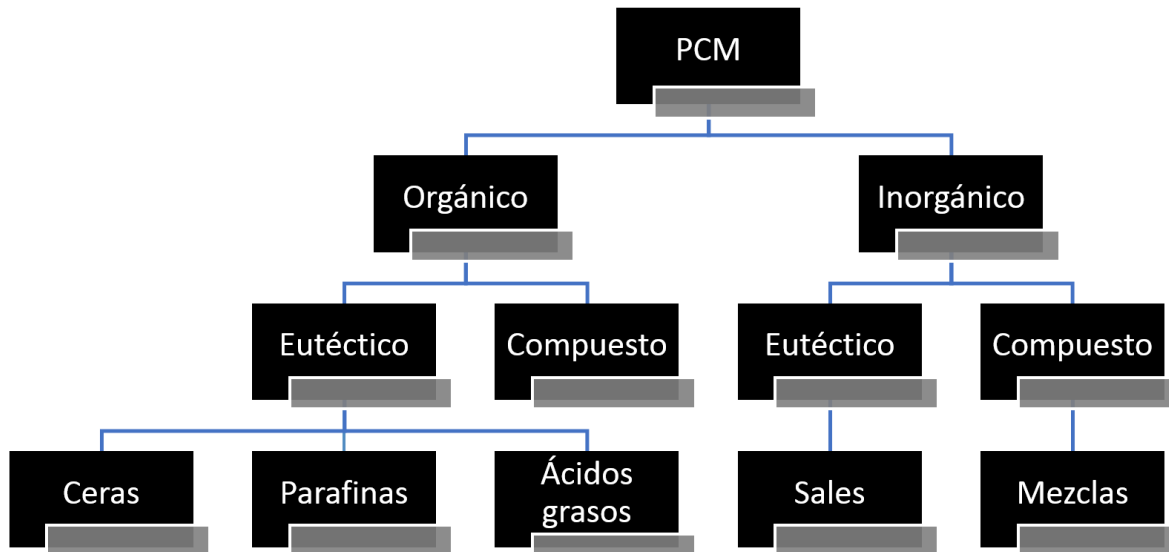 PCM
Orgánico
Inorgánico
Eutéctico
Compuesto
Eutéctico
Compuesto
Ceras
Parafinas
Ácidos
grasos
Sales
Mezclas